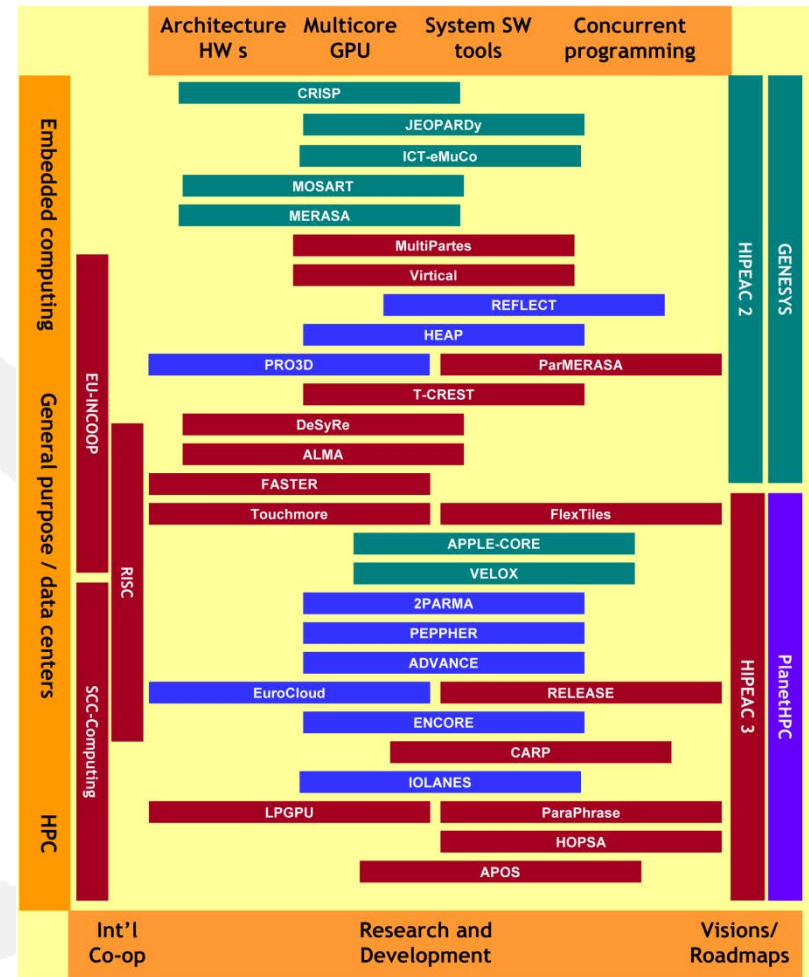 Architecture
HW s
Multicore
GPU
System SW
tools
Concurrent
programming
Embedded computing
General purpose / data centers
HPC
EU-INCOOP
SCC-Computing
RISC
CRISP
JEOPARDy
ICT-eMuCo
MOSART
MERASA
MultiPartes
Virtical
REFLECT
HEAP
PRO3D
ParMERASA
T-CREST
DeSyRe
ALMA
FASTER
Touchmore
FlexTiles
APPLE-CORE
VELOX
2PARMA
PEPPHER
ADVANCE
EuroCloud
RELEASE
ENCORE
CARP
IOLANES
LPGPU
ParaPhrase
HOPSA
APOS
HIPEAC 2
GENESYS
HIPEAC 3
PlanetHPC
Int'l
Co-op
Research and
Development
Visions/
Roadmaps